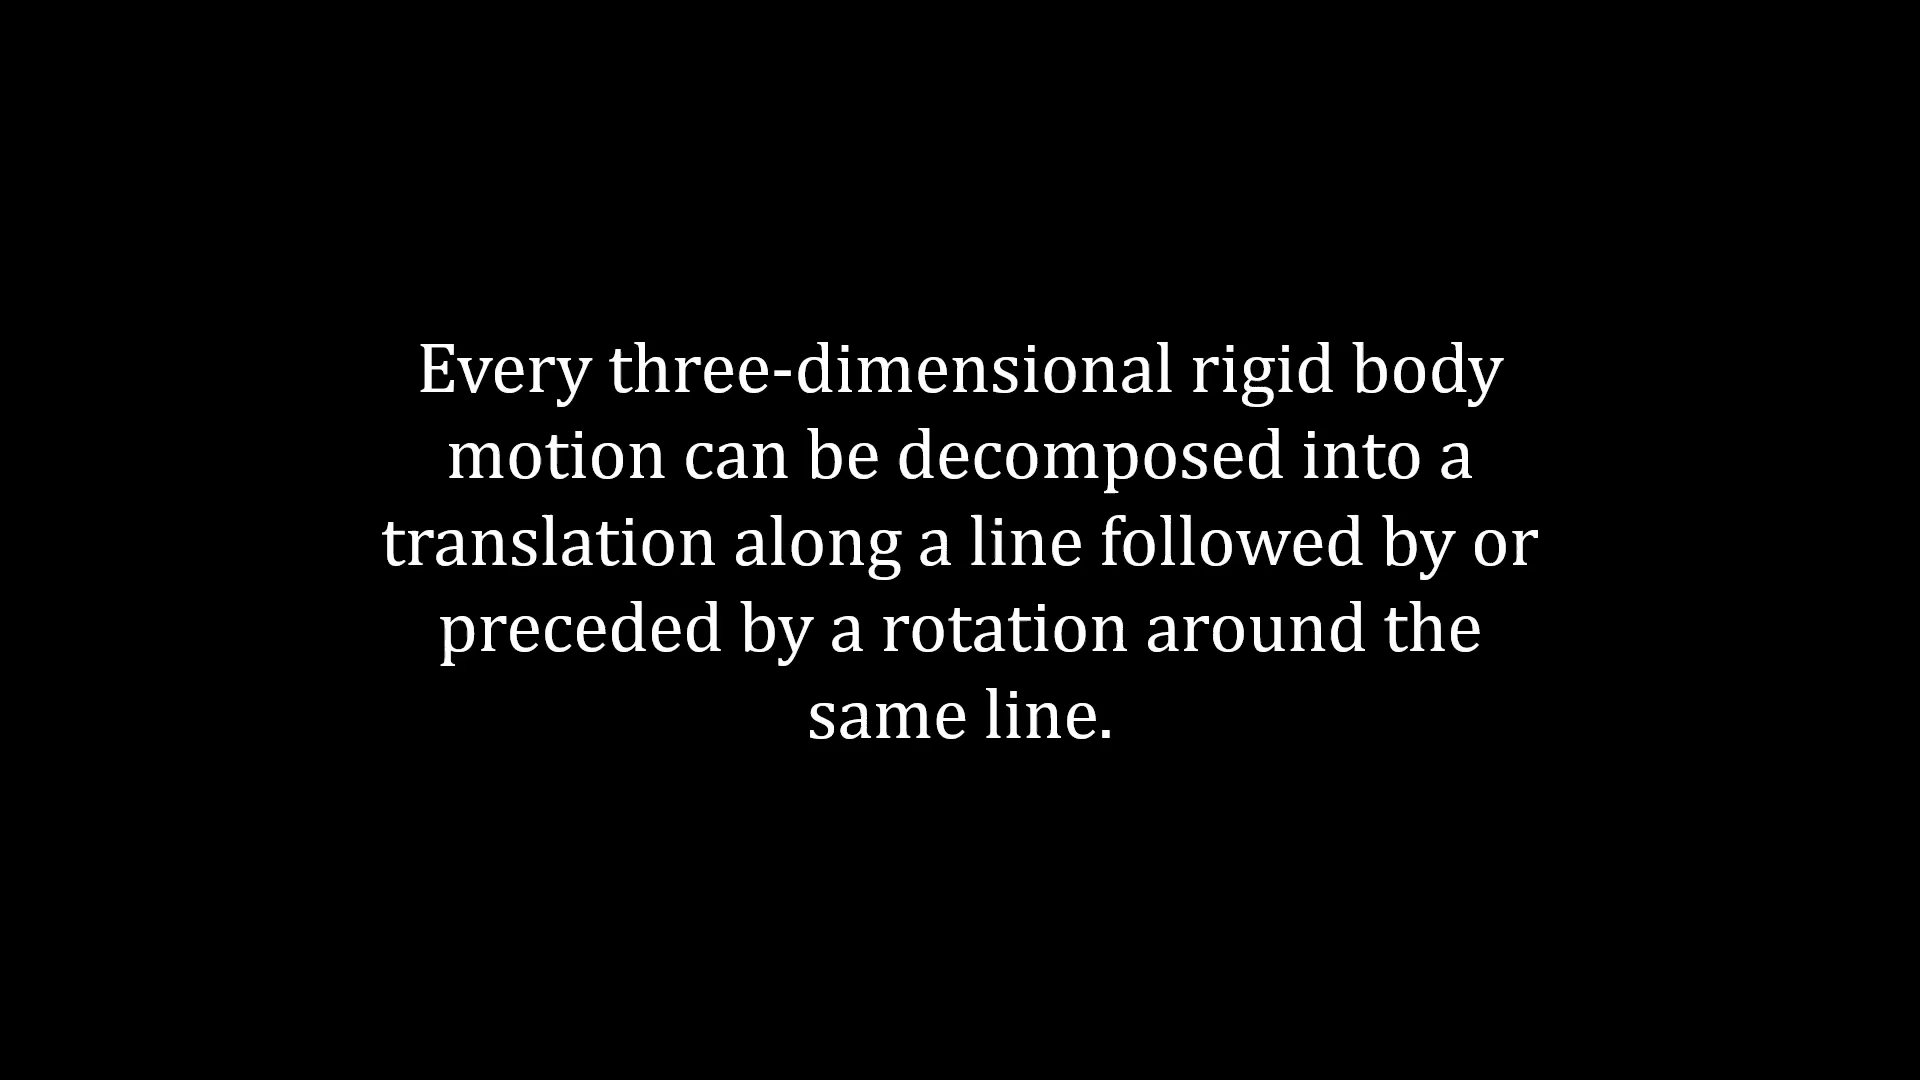 Every three-dimensional rigid body
motion can be decomposed into a
translation along a line followed by or
preceded by a rotation around the
same line.